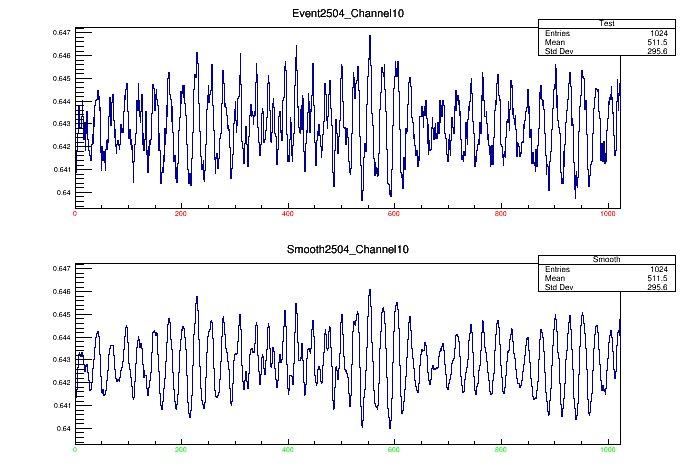 Event2504_Channel10
Test
Entries 1024
Mean 511.5
Std Dev 295.6
0.647
0.646
0.645
0.644
0.643
0.642
0.641
0.64
0 200 400 600 800 1000
Smooth2504_Channel10
Smooth
Entries 1024
Mean 511.5
Std Dev 295.6
0.647
0.646
0.645
0.644
0.643
0.642
0.641
0.64
0 200 400 600 800 1000